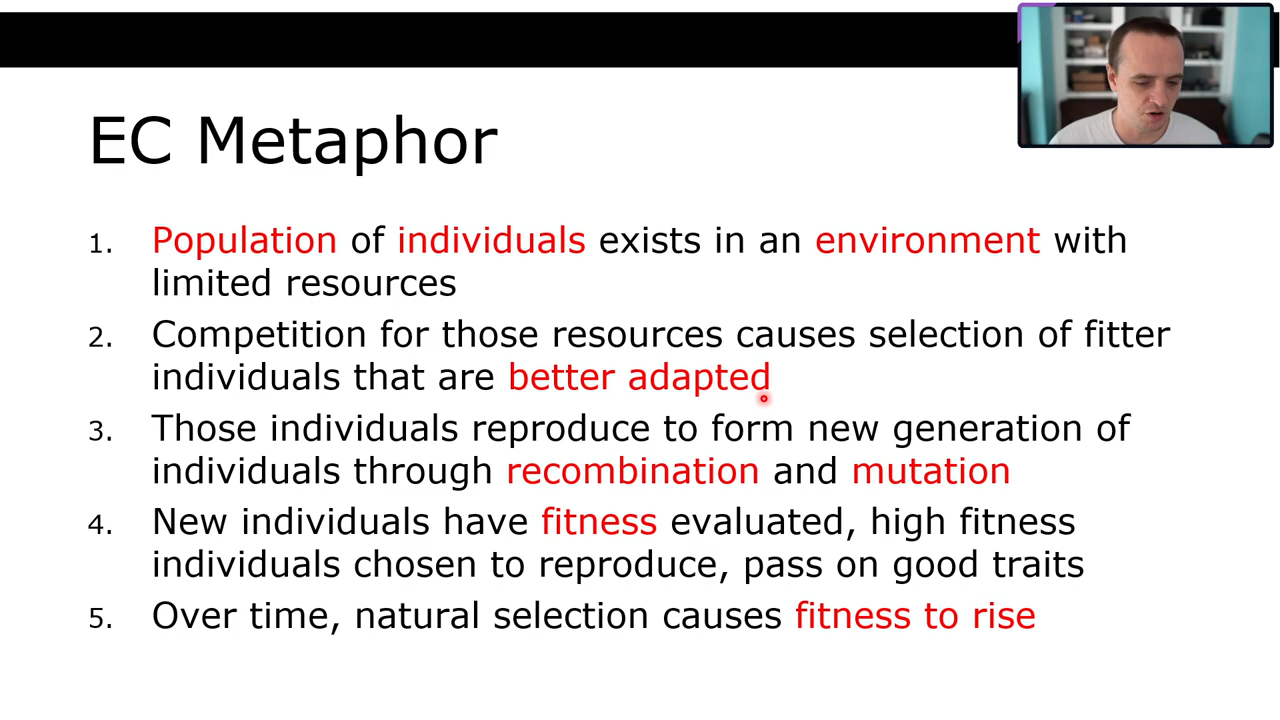 EC Metaphor
1. Population of individuals exists in an environment with
limited resources
2. Competition for those resources causes selection of fitter
individuals that are better adapted
3. Those individuals reproduce to form new generation of
individuals through recombination and mutation
4. New individuals have fitness evaluated, high fitness
individuals chosen to reproduce, pass on good traits
5. Over time, natural selection causes fitness to rise